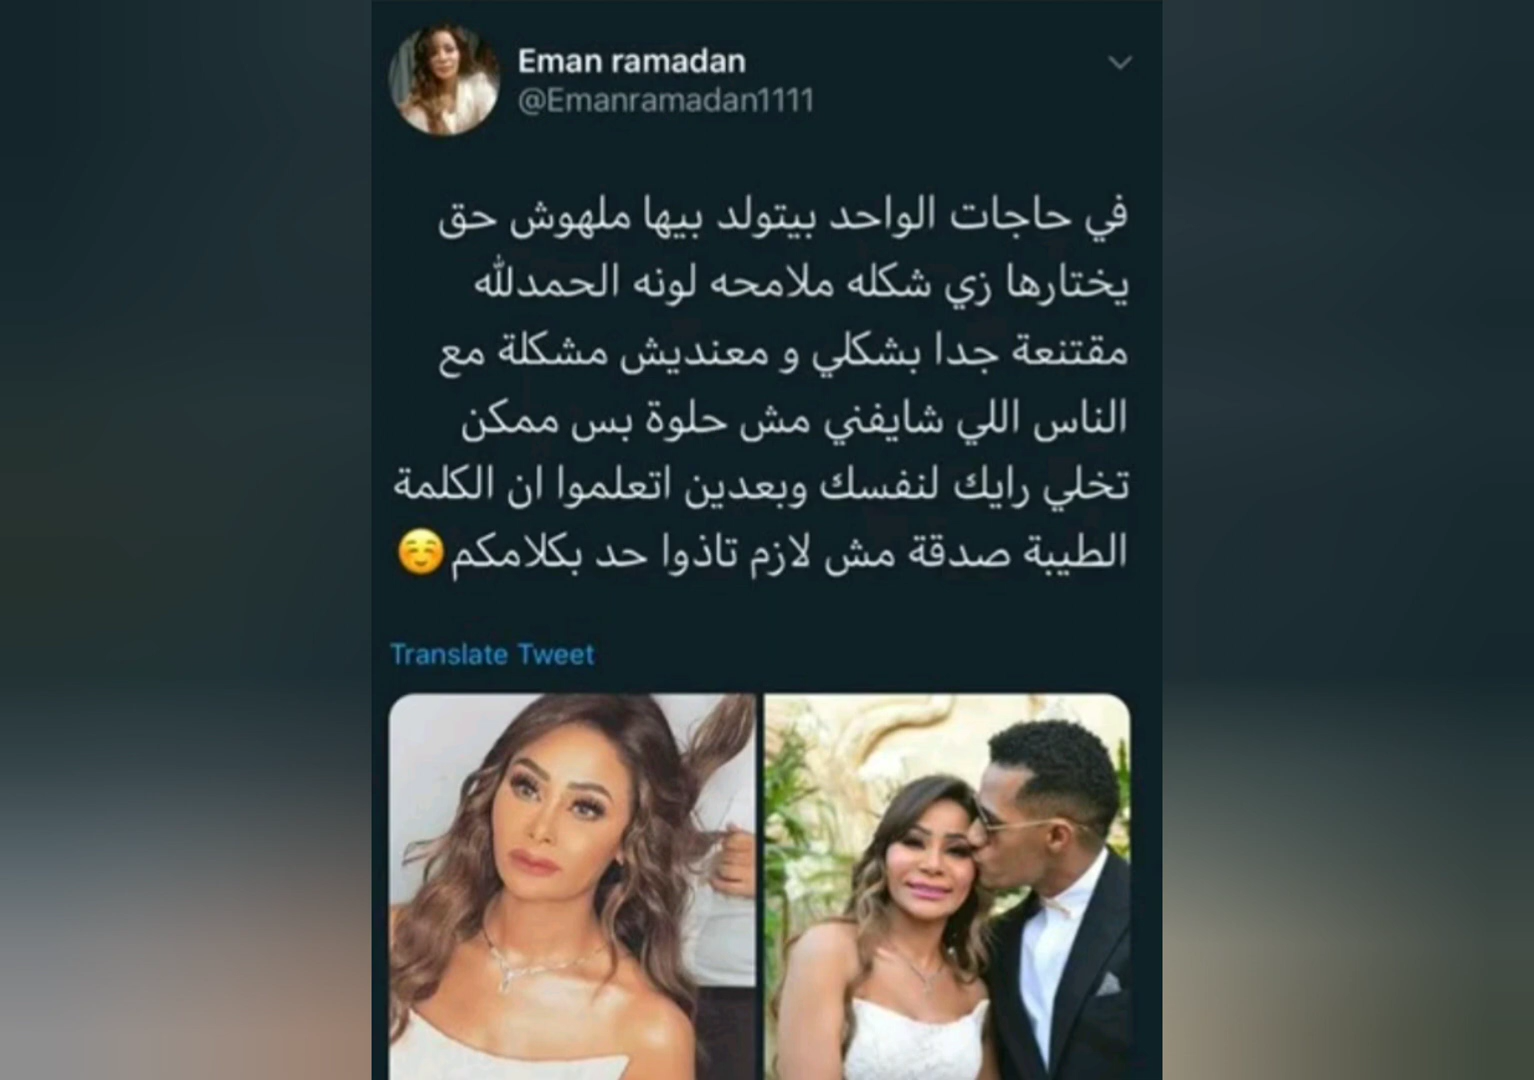 Eman ramadan
@Emanramadan1111
في حاجات الواحد بيتولد بيها ملهوش حق
يختارها زي شكله ملامحه لونه الحمدلله
مقتنعة جدا بشكلي و معنديش مشكلة مع
الناس اللي شايفني مش حلوة بس ممكن
تخلي رايك لنفسك وبعدين اتعلموا ان الكلمة
الطيبة صدقة مش لازم تاذوا حد بكلامكم☺️
Translate Tweet